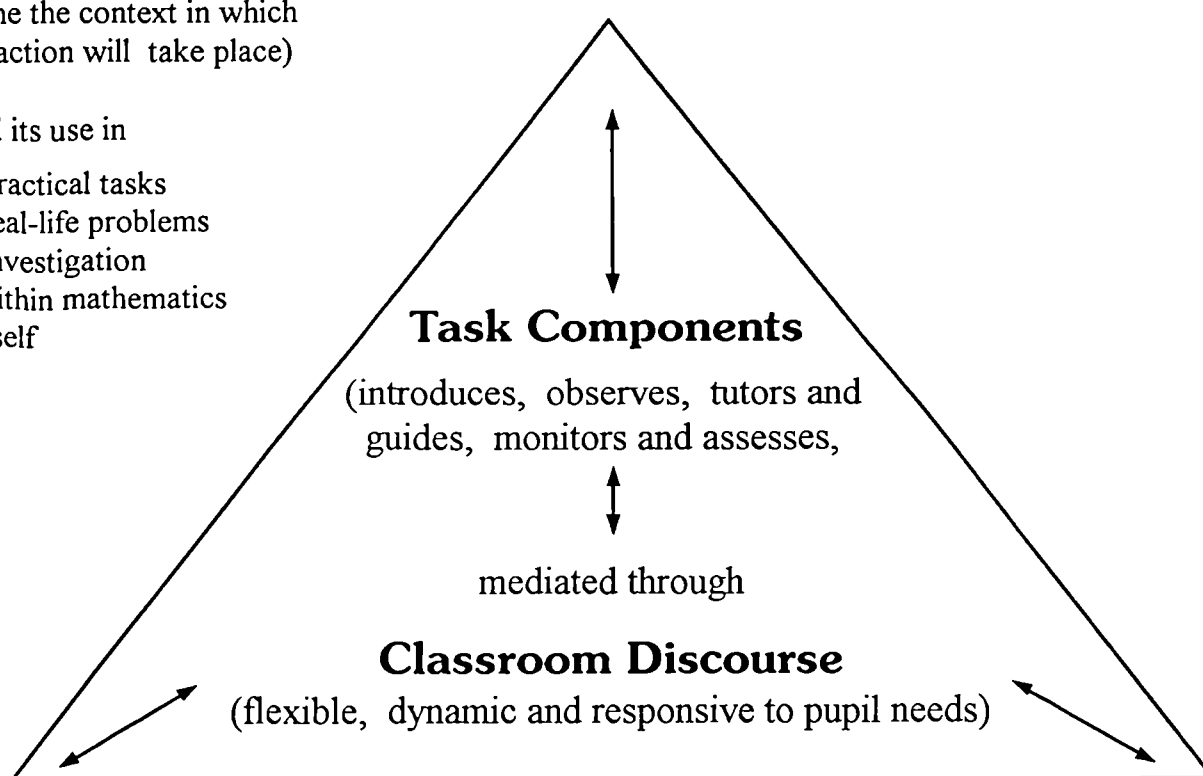 ne the context in which
action will take place)
its use in
ractical tasks
eal-life problems
nvestigation
ithin mathematics
self
Task Components
(introduces, observes, tutors and
guides, monitors and assesses,
mediated through
Classroom Discourse
(flexible, dynamic and responsive to pupil needs)